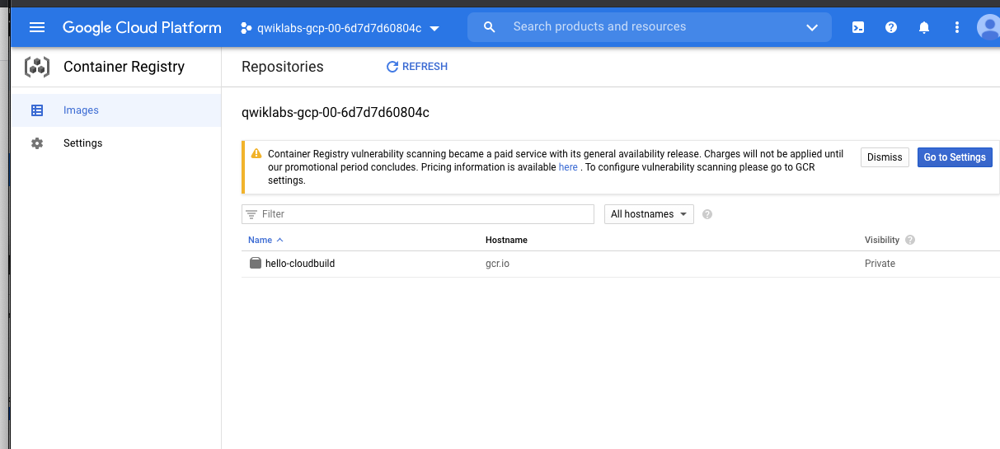 Google Cloud Platform
qwiklabs-gcp-00-6d7d7d60804c
Search products and resources
Container Registry
Repositories
REFRESH
Images
Settings
qwiklabs-gcp-00-6d7d7d60804c
Container Registry vulnerability scanning became a paid service with its general availability release. Charges will not be applied until
our promotional period concludes. Pricing information is available here . To configure vulnerability scanning please go to GCR
settings.
Dismiss
Go to Settings
Filter
All hostnames
Name
Hostname
Visibility
hello-cloudbuild
gcr.io
Private